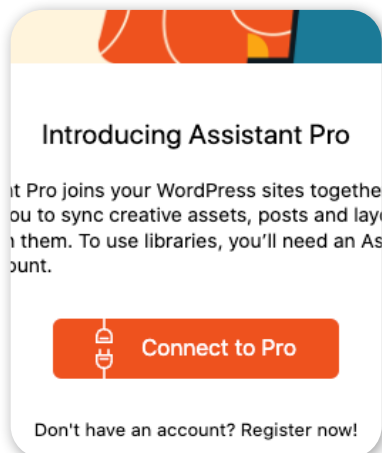 Introducing Assistant Pro
t Pro joins your WordPress sites togethe
ou to sync creative assets, posts and lay
them. To use libraries, you'll need an As
ount.
Connect to Pro
Don't have an account? Register now!